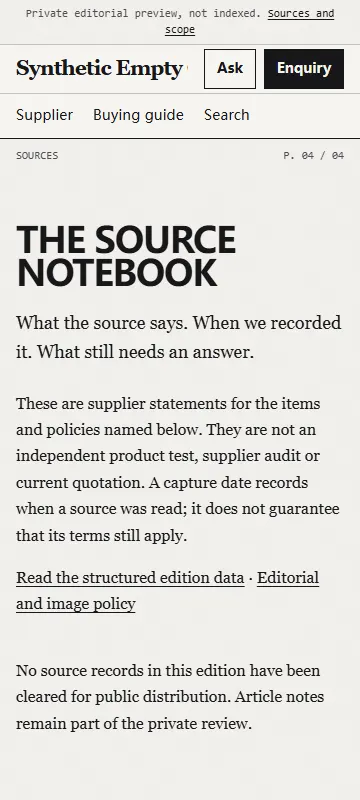 Private editorial preview, not indexed. Sources and
scope
Synthetic Empty
Ask
Enquiry
Supplier Buying guide Search
SOURCES
P. 04 / 04
THE SOURCE
NOTEBOOK
What the source says. When we recorded
it. What still needs an answer.
These are supplier statements for the items
and policies named below. They are not an
independent product test, supplier audit or
current quotation. A capture date records
when a source was read; it does not guarantee
that its terms still apply.
Read the structured edition data · Editorial
and image policy
No source records in this edition have been
cleared for public distribution. Article notes
remain part of the private review.